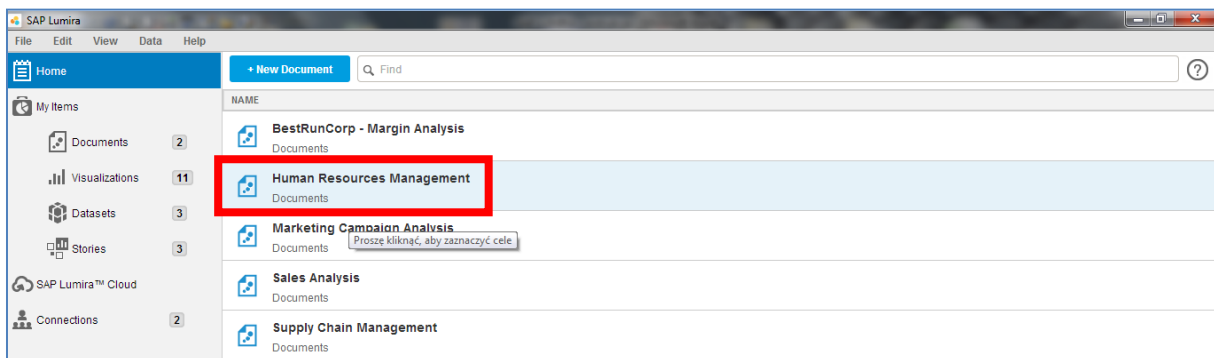 SAP Lumira
File Edit View Data Help
Home
+ New Document
Find
?
My Items
Documents 2
Visualizations 11
Datasets 3
Stories 3
SAP Lumira™ Cloud
Connections 2
NAME
BestRunCorp - Margin Analysis
Documents
Human Resources Management
Documents
Marketing Campaign Analysis
Proszę kliknąć, aby zaznaczyć cele
Documents
Sales Analysis
Documents
Supply Chain Management
Documents